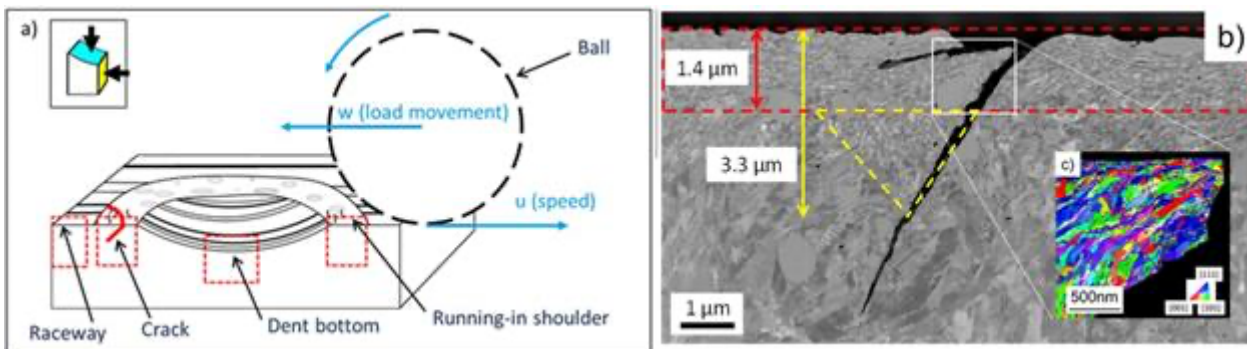 a)
Ball
w (load movement)
u (speed)
Raceway
Crack
Dent bottom
Running-in shoulder
b)
1.4 µm
3.3 µm
1 µm
c)
500nm